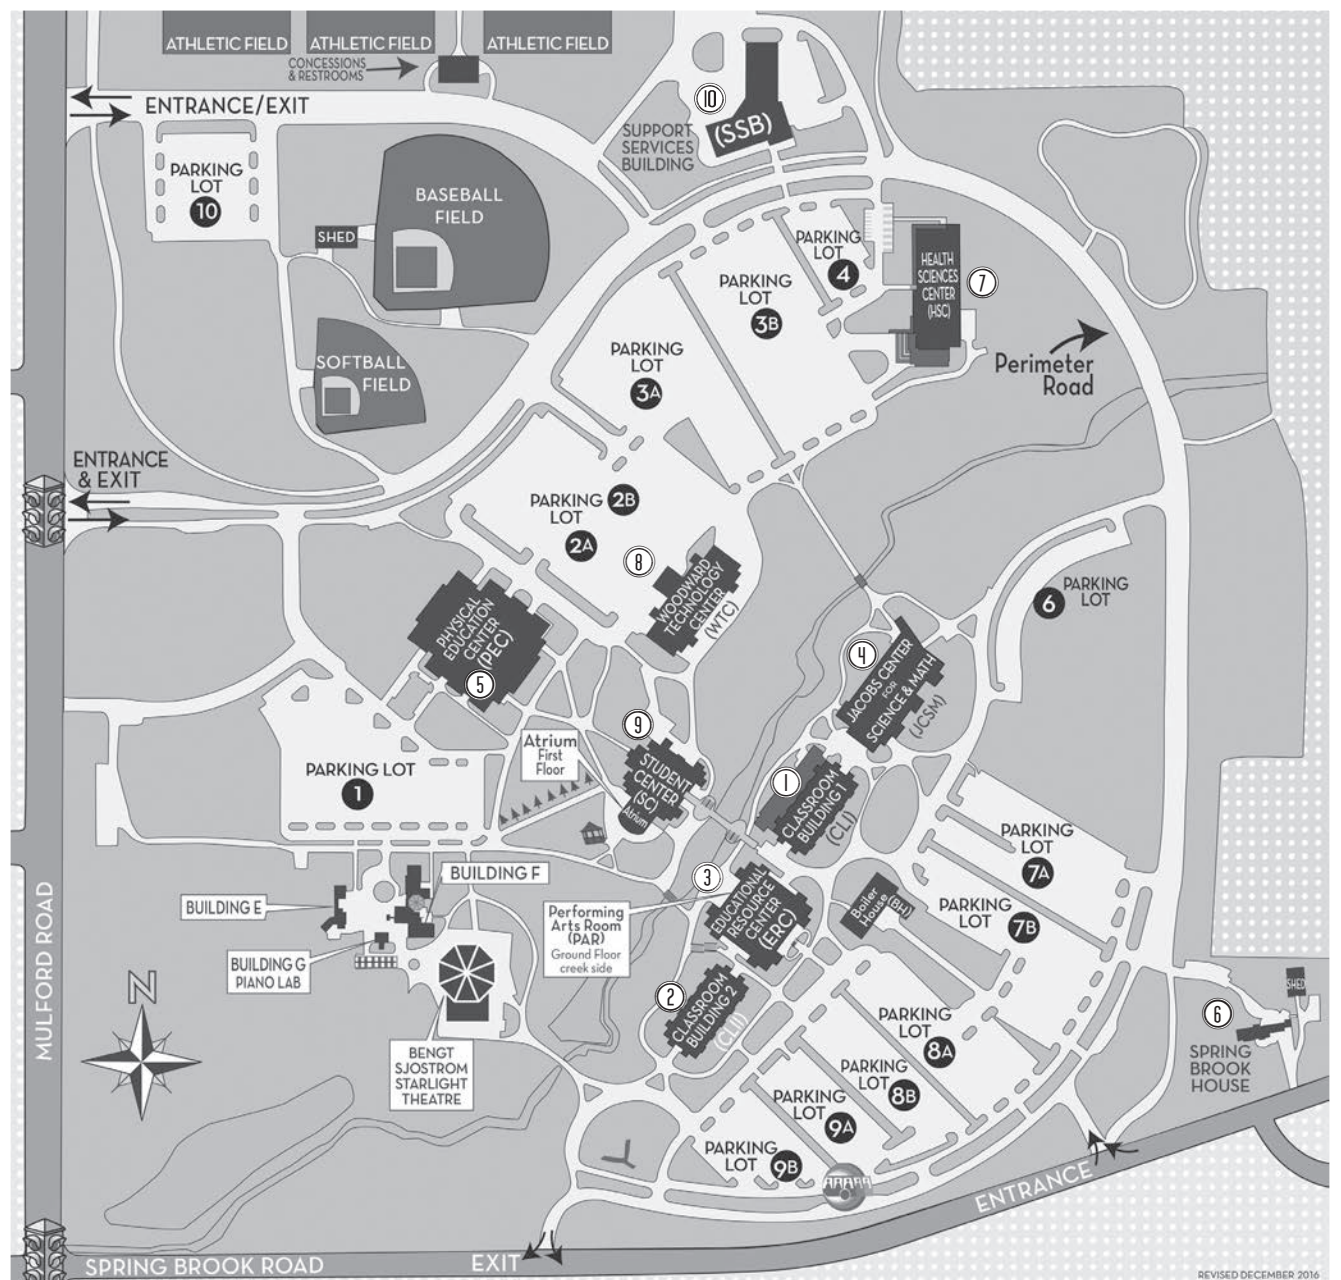 ATHLETIC FIELD
ATHLETIC FIELD
ATHLETIC FIELD
CONCESSIONS
& RESTROOMS
ENTRANCE/EXIT
10
(SSB)
SUPPORT
SERVICES
BUILDING
PARKING
LOT
10
BASEBALL
FIELD
SHED
PARKING
LOT
4
HEALTH
SCIENCES
CENTER
(HSC)
7
PARKING
LOT
3B
PARKING
LOT
3A
Perimeter
Road
SOFTBALL
FIELD
ENTRANCE
& EXIT
PARKING
LOT
2B
2A
8
WOODWARD
TECHNOLOGY
CENTER
(WTC)
6
PARKING
LOT
PHYSICAL
EDUCATION
CENTER
(PEC)
5
4
JACOBS CENTER
FOR
SCIENCE & MATH
(JCSM)
9
Atrium
First
Floor
STUDENT
CENTER
(SC)
Atrium
PARKING LOT
1
1
CLASSROOM
BUILDING 1
(CLI)
PARKING
LOT
7A
3
EDUCATIONAL
RESOURCE
CENTER
(ERC)
Boiler
House
(BH)
PARKING
LOT
7B
BUILDING F
BUILDING E
Performing
Arts Room
(PAR)
Ground Floor
creek side
BUILDING G
PIANO LAB
MULFORD ROAD
N
2
CLASSROOM
BUILDING 2
(CLII)
SHED
6
SPRING
BROOK
HOUSE
PARKING
LOT
8A
BENGT
SJOSTROM
STARLIGHT
THEATRE
PARKING
LOT
8B
PARKING
LOT
9A
PARKING
LOT
9B
ENTRANCE
EXIT
SPRING BROOK ROAD
REVISED DECEMBER 2016